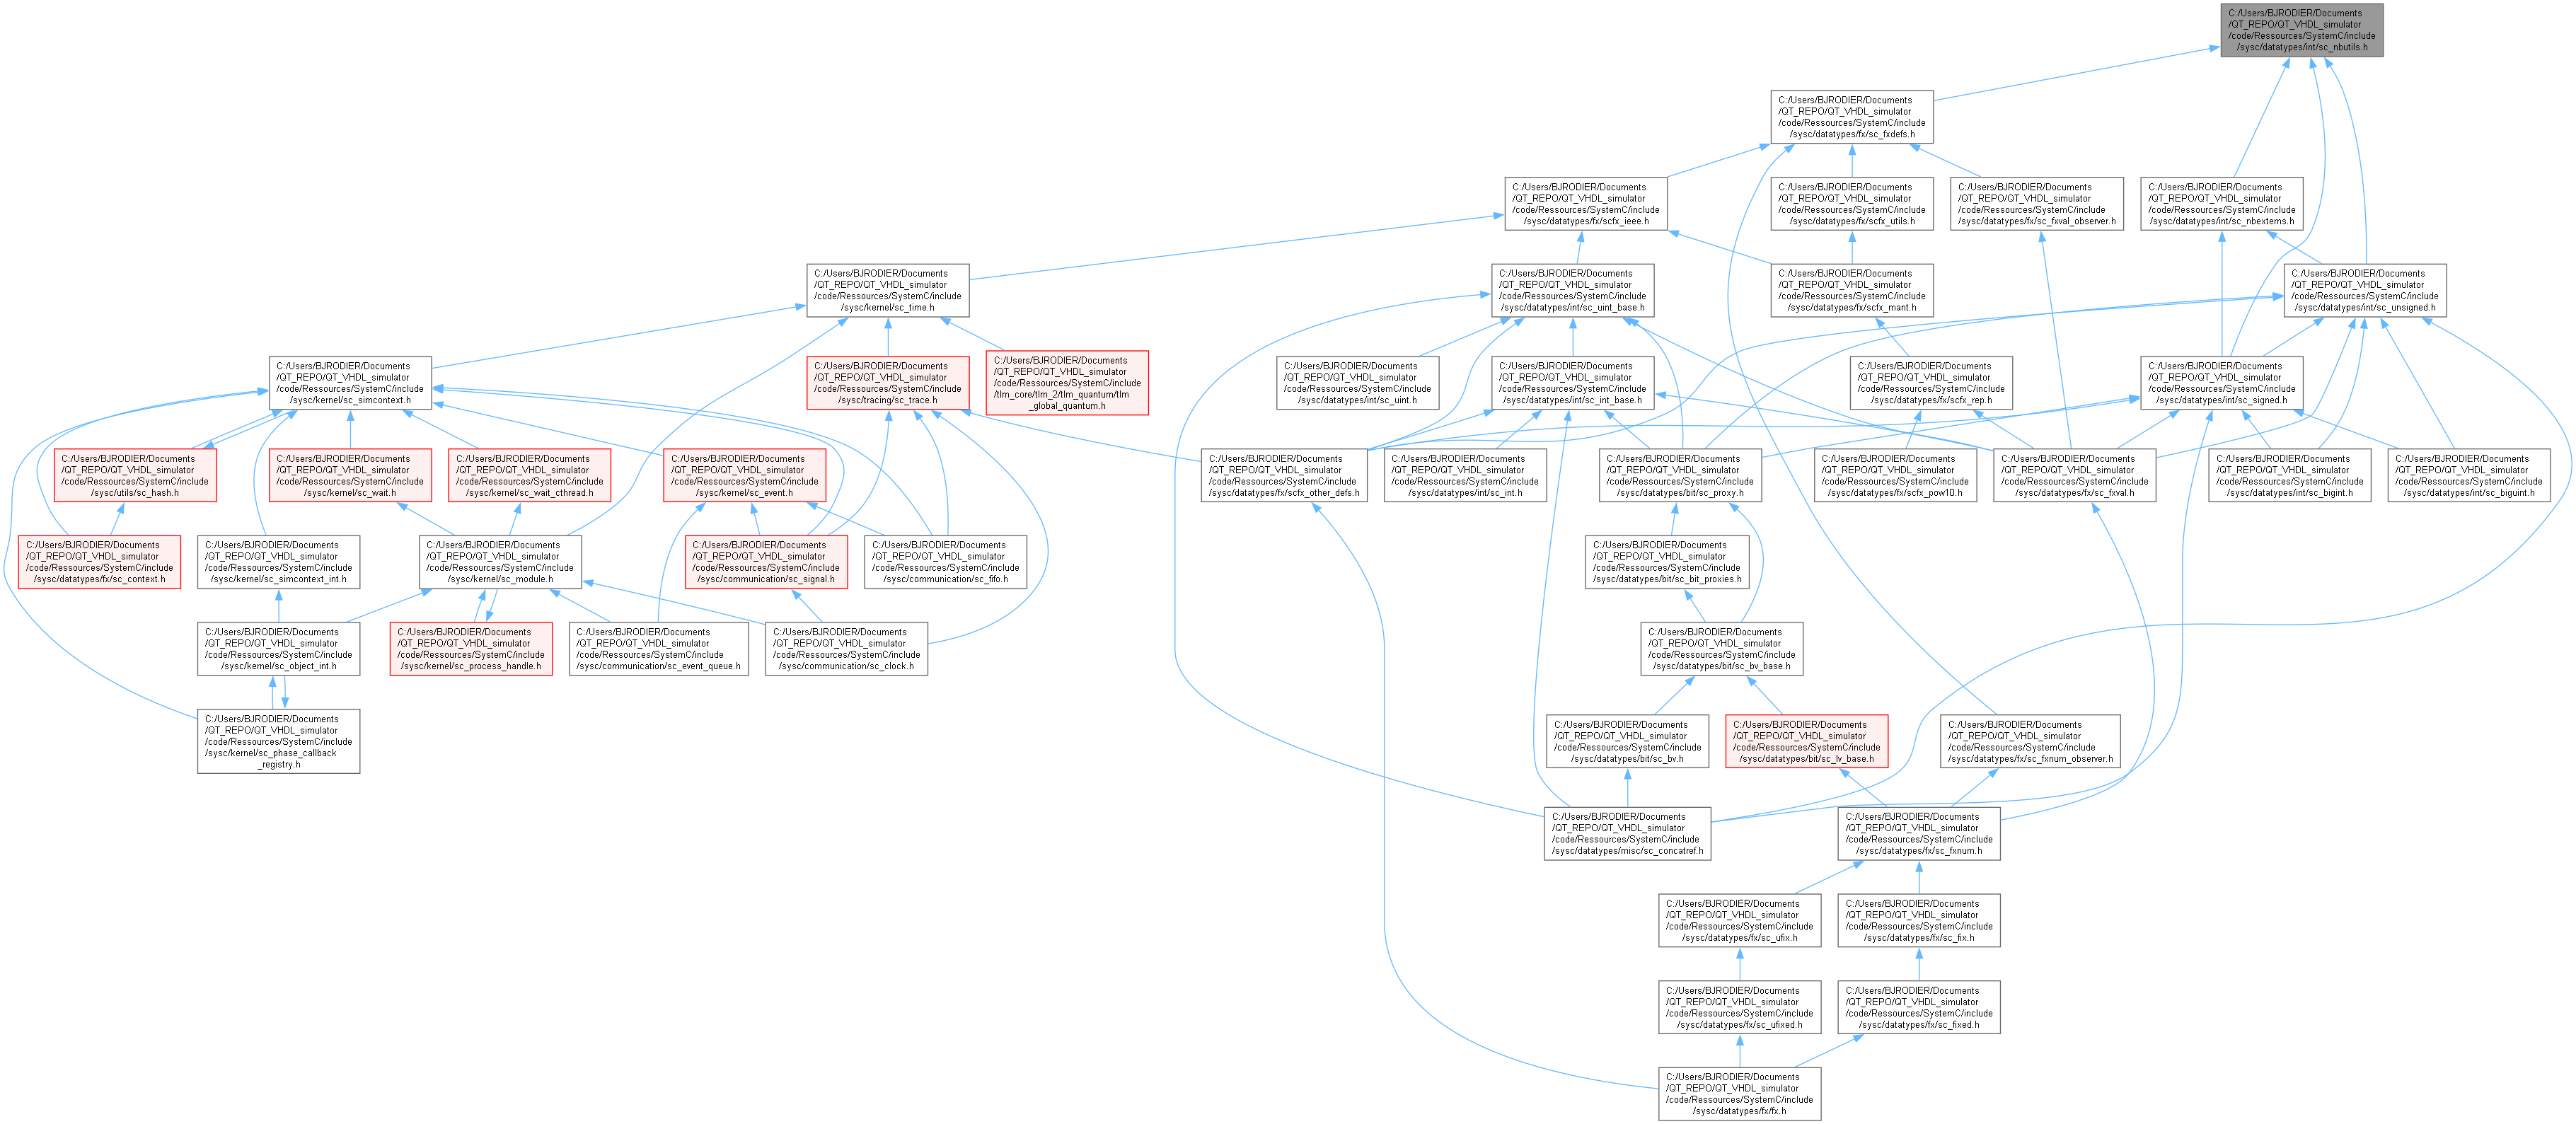 C:/Users/BJRODIER/Documents
/QT_REPO/QT_VHDL_simulator
/code/Ressources/SystemC/include
/sysc/datatypes/int/sc_nbutils.h
C:/Users/BJRODIER/Documents
/QT_REPO/QT_VHDL_simulator
/code/Ressources/SystemC/include
/sysc/datatypes/fx/sc_fxdefs.h
C:/Users/BJRODIER/Documents
/QT_REPO/QT_VHDL_simulator
/code/Ressources/SystemC/include
/sysc/datatypes/fx/scfx_ieee.h
C:/Users/BJRODIER/Documents
/QT_REPO/QT_VHDL_simulator
/code/Ressources/SystemC/include
/sysc/datatypes/fx/scfx_utils.h
C:/Users/BJRODIER/Documents
/QT_REPO/QT_VHDL_simulator
/code/Ressources/SystemC/include
/sysc/datatypes/fx/sc_fxval_observer.h
C:/Users/BJRODIER/Documents
/QT_REPO/QT_VHDL_simulator
/code/Ressources/SystemC/include
/sysc/datatypes/int/sc_nbexterns.h
C:/Users/BJRODIER/Documents
/QT_REPO/QT_VHDL_simulator
/code/Ressources/SystemC/include
/sysc/kernel/sc_time.h
C:/Users/BJRODIER/Documents
/QT_REPO/QT_VHDL_simulator
/code/Ressources/SystemC/include
/sysc/datatypes/int/sc_uint_base.h
C:/Users/BJRODIER/Documents
/QT_REPO/QT_VHDL_simulator
/code/Ressources/SystemC/include
/sysc/datatypes/fx/scfx_mant.h
C:/Users/BJRODIER/Documents
/QT_REPO/QT_VHDL_simulator
/code/Ressources/SystemC/include
/sysc/datatypes/int/sc_unsigned.h
C:/Users/BJRODIER/Documents
/QT_REPO/QT_VHDL_simulator
/code/Ressources/SystemC/include
/sysc/kernel/sc_simcontext.h
C:/Users/BJRODIER/Documents
/QT_REPO/QT_VHDL_simulator
/code/Ressources/SystemC/include
/sysc/tracing/sc_trace.h
C:/Users/BJRODIER/Documents
/QT_REPO/QT_VHDL_simulator
/code/Ressources/SystemC/include
/tlm_core/tlm_2/tlm_quantum/tlm
_global_quantum.h
C:/Users/BJRODIER/Documents
/QT_REPO/QT_VHDL_simulator
/code/Ressources/SystemC/include
/sysc/datatypes/int/sc_uint.h
C:/Users/BJRODIER/Documents
/QT_REPO/QT_VHDL_simulator
/code/Ressources/SystemC/include
/sysc/datatypes/int/sc_int_base.h
C:/Users/BJRODIER/Documents
/QT_REPO/QT_VHDL_simulator
/code/Ressources/SystemC/include
/sysc/datatypes/fx/scfx_rep.h
C:/Users/BJRODIER/Documents
/QT_REPO/QT_VHDL_simulator
/code/Ressources/SystemC/include
/sysc/datatypes/int/sc_signed.h
C:/Users/BJRODIER/Documents
/QT_REPO/QT_VHDL_simulator
/code/Ressources/SystemC/include
/sysc/utils/sc_hash.h
C:/Users/BJRODIER/Documents
/QT_REPO/QT_VHDL_simulator
/code/Ressources/SystemC/include
/sysc/kernel/sc_wait.h
C:/Users/BJRODIER/Documents
/QT_REPO/QT_VHDL_simulator
/code/Ressources/SystemC/include
/sysc/kernel/sc_wait_cthread.h
C:/Users/BJRODIER/Documents
/QT_REPO/QT_VHDL_simulator
/code/Ressources/SystemC/include
/sysc/kernel/sc_event.h
C:/Users/BJRODIER/Documents
/QT_REPO/QT_VHDL_simulator
/code/Ressources/SystemC/include
/sysc/datatypes/fx/scfx_other_defs.h
C:/Users/BJRODIER/Documents
/QT_REPO/QT_VHDL_simulator
/code/Ressources/SystemC/include
/sysc/datatypes/int/sc_int.h
C:/Users/BJRODIER/Documents
/QT_REPO/QT_VHDL_simulator
/code/Ressources/SystemC/include
/sysc/datatypes/bit/sc_proxy.h
C:/Users/BJRODIER/Documents
/QT_REPO/QT_VHDL_simulator
/code/Ressources/SystemC/include
/sysc/datatypes/fx/scfx_pow10.h
C:/Users/BJRODIER/Documents
/QT_REPO/QT_VHDL_simulator
/code/Ressources/SystemC/include
/sysc/datatypes/fx/sc_fxval.h
C:/Users/BJRODIER/Documents
/QT_REPO/QT_VHDL_simulator
/code/Ressources/SystemC/include
/sysc/datatypes/int/sc_bigint.h
C:/Users/BJRODIER/Documents
/QT_REPO/QT_VHDL_simulator
/code/Ressources/SystemC/include
/sysc/datatypes/int/sc_biguint.h
C:/Users/BJRODIER/Documents
/QT_REPO/QT_VHDL_simulator
/code/Ressources/SystemC/include
/sysc/datatypes/fx/sc_context.h
C:/Users/BJRODIER/Documents
/QT_REPO/QT_VHDL_simulator
/code/Ressources/SystemC/include
/sysc/kernel/sc_simcontext_int.h
C:/Users/BJRODIER/Documents
/QT_REPO/QT_VHDL_simulator
/code/Ressources/SystemC/include
/sysc/kernel/sc_module.h
C:/Users/BJRODIER/Documents
/QT_REPO/QT_VHDL_simulator
/code/Ressources/SystemC/include
/sysc/communication/sc_signal.h
C:/Users/BJRODIER/Documents
/QT_REPO/QT_VHDL_simulator
/code/Ressources/SystemC/include
/sysc/communication/sc_fifo.h
C:/Users/BJRODIER/Documents
/QT_REPO/QT_VHDL_simulator
/code/Ressources/SystemC/include
/sysc/datatypes/bit/sc_bit_proxies.h
C:/Users/BJRODIER/Documents
/QT_REPO/QT_VHDL_simulator
/code/Ressources/SystemC/include
/sysc/kernel/sc_object_int.h
C:/Users/BJRODIER/Documents
/QT_REPO/QT_VHDL_simulator
/code/Ressources/SystemC/include
/sysc/kernel/sc_process_handle.h
C:/Users/BJRODIER/Documents
/QT_REPO/QT_VHDL_simulator
/code/Ressources/SystemC/include
/sysc/communication/sc_event_queue.h
C:/Users/BJRODIER/Documents
/QT_REPO/QT_VHDL_simulator
/code/Ressources/SystemC/include
/sysc/communication/sc_clock.h
C:/Users/BJRODIER/Documents
/QT_REPO/QT_VHDL_simulator
/code/Ressources/SystemC/include
/sysc/datatypes/bit/sc_bv_base.h
C:/Users/BJRODIER/Documents
/QT_REPO/QT_VHDL_simulator
/code/Ressources/SystemC/include
/sysc/kernel/sc_phase_callback
_registry.h
C:/Users/BJRODIER/Documents
/QT_REPO/QT_VHDL_simulator
/code/Ressources/SystemC/include
/sysc/datatypes/bit/sc_bv.h
C:/Users/BJRODIER/Documents
/QT_REPO/QT_VHDL_simulator
/code/Ressources/SystemC/include
/sysc/datatypes/bit/sc_lv_base.h
C:/Users/BJRODIER/Documents
/QT_REPO/QT_VHDL_simulator
/code/Ressources/SystemC/include
/sysc/datatypes/fx/sc_fxnum_observer.h
C:/Users/BJRODIER/Documents
/QT_REPO/QT_VHDL_simulator
/code/Ressources/SystemC/include
/sysc/datatypes/misc/sc_concatref.h
C:/Users/BJRODIER/Documents
/QT_REPO/QT_VHDL_simulator
/code/Ressources/SystemC/include
/sysc/datatypes/fx/sc_fxnum.h
C:/Users/BJRODIER/Documents
/QT_REPO/QT_VHDL_simulator
/code/Ressources/SystemC/include
/sysc/datatypes/fx/sc_ufix.h
C:/Users/BJRODIER/Documents
/QT_REPO/QT_VHDL_simulator
/code/Ressources/SystemC/include
/sysc/datatypes/fx/sc_fix.h
C:/Users/BJRODIER/Documents
/QT_REPO/QT_VHDL_simulator
/code/Ressources/SystemC/include
/sysc/datatypes/fx/sc_ufixed.h
C:/Users/BJRODIER/Documents
/QT_REPO/QT_VHDL_simulator
/code/Ressources/SystemC/include
/sysc/datatypes/fx/sc_fixed.h
C:/Users/BJRODIER/Documents
/QT_REPO/QT_VHDL_simulator
/code/Ressources/SystemC/include
/sysc/datatypes/fx/fx.h